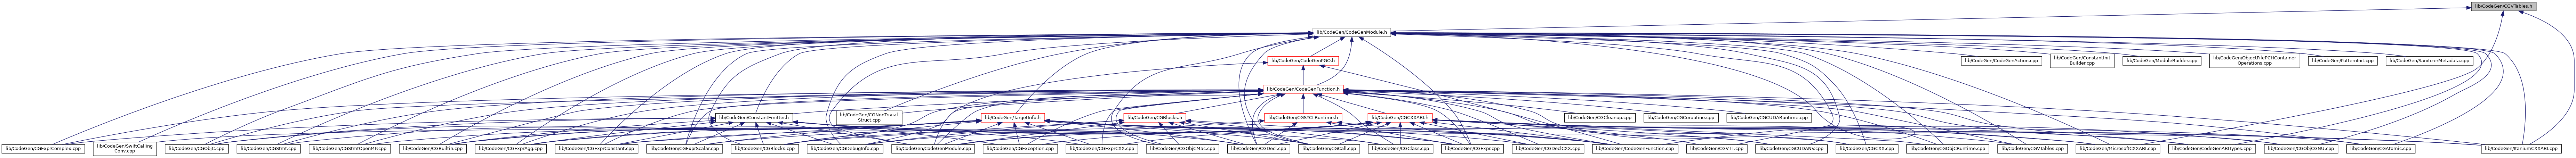 lib/CodeGen/CGVTables.h
lib/CodeGen/CodeGenModule.h
lib/CodeGen/CodeGenPGO.h
lib/CodeGen/CodeGenAction.cpp
lib/CodeGen/ConstantInit
Builder.cpp
lib/CodeGen/ModuleBuilder.cpp
lib/CodeGen/ObjectFilePCHContainer
Operations.cpp
lib/CodeGen/PatternInit.cpp
lib/CodeGen/SanitizerMetadata.cpp
lib/CodeGen/CodeGenFunction.h
lib/CodeGen/ConstantEmitter.h
lib/CodeGen/CGNonTrivial
Struct.cpp
lib/CodeGen/TargetInfo.h
lib/CodeGen/CGBlocks.h
lib/CodeGen/CGSYCLRuntime.h
lib/CodeGen/CGCXXABI.h
lib/CodeGen/CGCleanup.cpp
lib/CodeGen/CGCoroutine.cpp
lib/CodeGen/CGCUDARuntime.cpp
lib/CodeGen/CGExprComplex.cpp
lib/CodeGen/SwiftCalling
Conv.cpp
lib/CodeGen/CGObjC.cpp
lib/CodeGen/CGStmt.cpp
lib/CodeGen/CGStmtOpenMP.cpp
lib/CodeGen/CGBuiltin.cpp
lib/CodeGen/CGExprAgg.cpp
lib/CodeGen/CGExprConstant.cpp
lib/CodeGen/CGExprScalar.cpp
lib/CodeGen/CGBlocks.cpp
lib/CodeGen/CGDebugInfo.cpp
lib/CodeGen/CodeGenModule.cpp
lib/CodeGen/CGException.cpp
lib/CodeGen/CGExprCXX.cpp
lib/CodeGen/CGObjCMac.cpp
lib/CodeGen/CGDecl.cpp
lib/CodeGen/CGCall.cpp
lib/CodeGen/CGClass.cpp
lib/CodeGen/CGExpr.cpp
lib/CodeGen/CGDeclCXX.cpp
lib/CodeGen/CodeGenFunction.cpp
lib/CodeGen/CGVTT.cpp
lib/CodeGen/CGCUDANV.cpp
lib/CodeGen/CGCXX.cpp
lib/CodeGen/CGObjCRuntime.cpp
lib/CodeGen/CGVTables.cpp
lib/CodeGen/MicrosoftCXXABI.cpp
lib/CodeGen/CodeGenABITypes.cpp
lib/CodeGen/CGObjCGNU.cpp
lib/CodeGen/CGAtomic.cpp
lib/CodeGen/ItaniumCXXABI.cpp